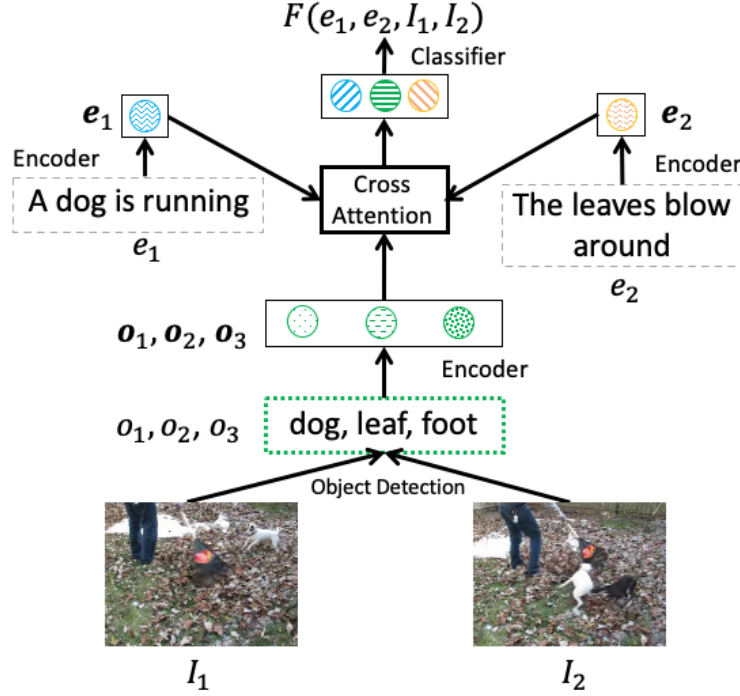 F(e₁, e₂, I₁, I₂)
Classifier
e₁
e₂
Encoder
Encoder
A dog is running
Cross
Attention
The leaves blow
around
e₁
e₂
o₁, o₂, o₃
Encoder
o₁, o₂, o₃
dog, leaf, foot
Object Detection
I₁
I₂